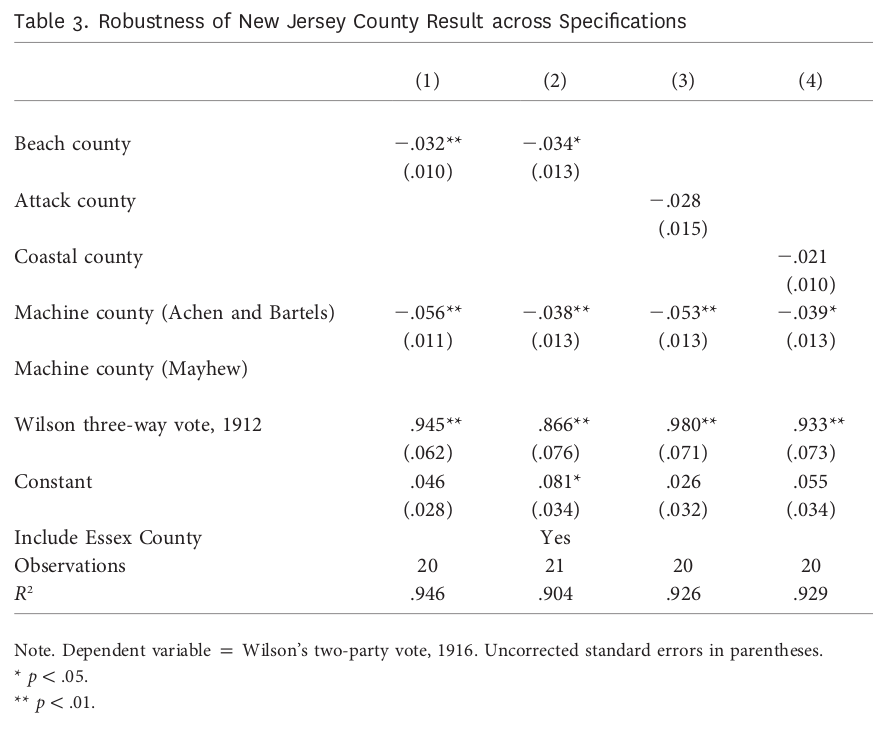 Table 3. Robustness of New Jersey County Result across Specifications
(1) (2) (3) (4)
Beach county −.032** −.034*
(.010) (.013)
Attack county −.028
(.015)
Coastal county −.021
(.010)
Machine county (Achen and Bartels) −.056** −.038** −.053** −.039*
(.011) (.013) (.013) (.013)
Machine county (Mayhew)
Wilson three-way vote, 1912 .945** .866** .980** .933**
(.062) (.076) (.071) (.073)
Constant .046 .081* .026 .055
(.028) (.034) (.032) (.034)
Include Essex County Yes
Observations 20 21 20 20
R² .946 .904 .926 .929
Note. Dependent variable = Wilson's two-party vote, 1916. Uncorrected standard errors in parentheses.
* p < .05.
** p < .01.